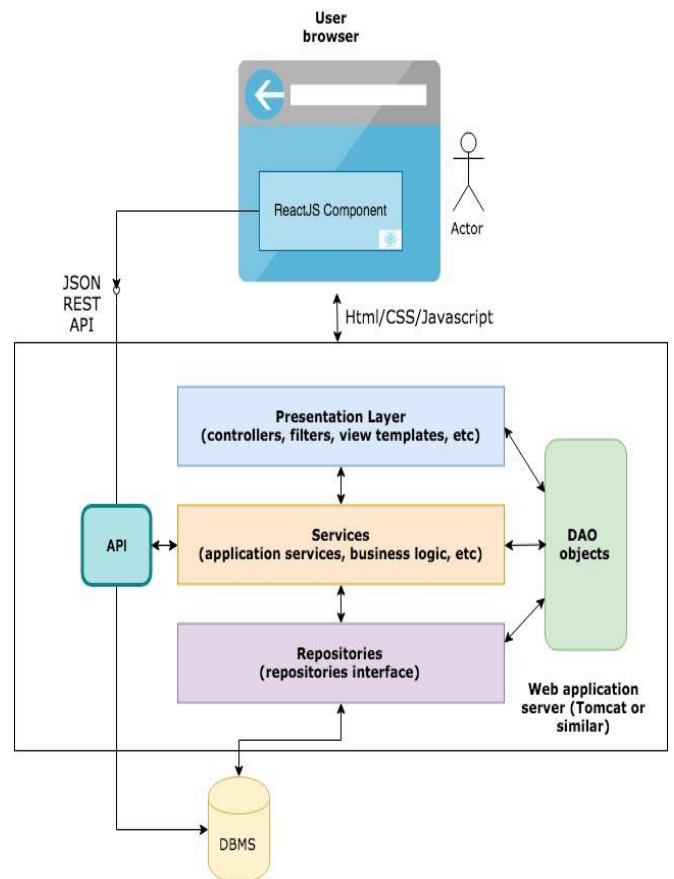 User
browser
ReactJS Component
Actor
JSON
REST
API
Html/CSS/Javascript
Presentation Layer
(controllers, filters, view templates, etc)
API
Services
(application services, business logic, etc)
DAO
objects
Repositories
(repositories interface)
Web application
server (Tomcat or
similar)
DBMS